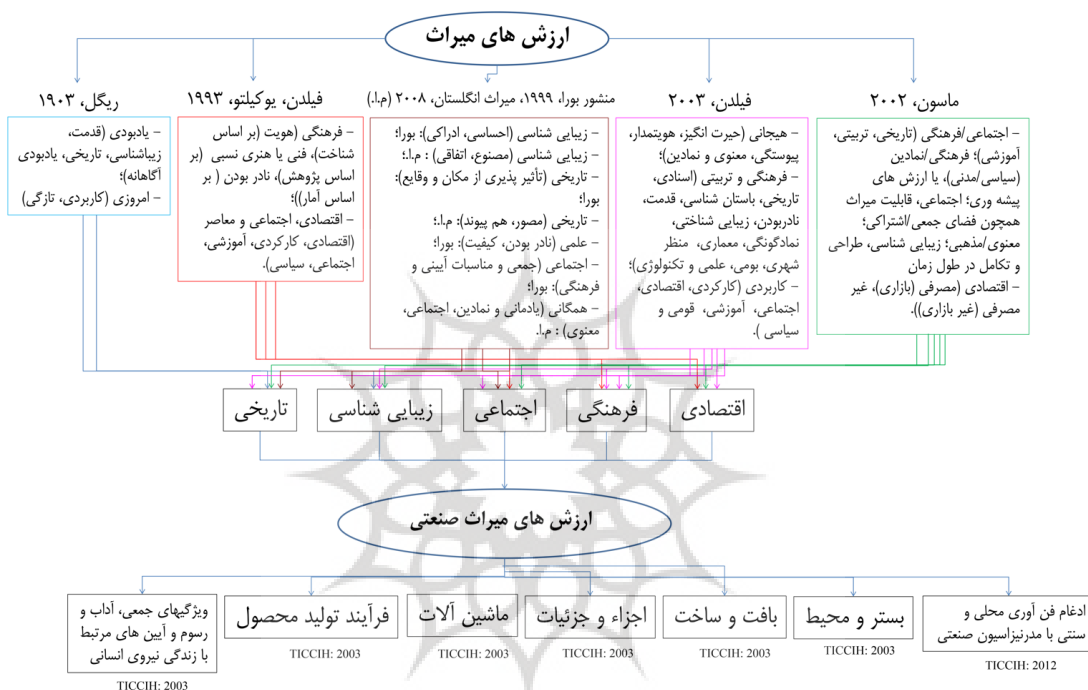 ارزش های میراث
ماسون، ۲۰۰۲
– اجتماعی/فرهنگی (تاریخی، تربیتی،
آموزشی)؛ فرهنگی/نمادین
(سیاسی/مدنی)، یا ارزش های
پیشه وری؛ اجتماعی، قابلیت میراث
همچون فضای جمعی/اشتراکی؛
معنوی/مذهبی؛ زیبایی شناسی، طراحی
و تکامل در طول زمان
– اقتصادی (مصرفی (بازاری)، غیر
مصرفی (غیر بازاری)).
فیلدن، ۲۰۰۳
– هیجانی (حیرت انگیز، هویتمدار،
پیوستگی، معنوی و نمادین)؛
– فرهنگی و تربیتی (اسنادی،
تاریخی، باستان شناسی، قدمت،
نادربودن، زیبایی شناختی،
نمادگونگی، معماری، منظر
شهری، بومی، علمی و تکنولوژی)؛
– کاربردی (کارکردی، اقتصادی،
اجتماعی، آموزشی، قومی و
سیاسی ).
منشور بورا، ۱۹۹۹، میراث انگلستان، ۲۰۰۸ (م.ا.)
– زیبایی شناسی (احساسی، ادراکی): بورا؛
– زیبایی شناسی (مصنوع، اتفاقی) : م.ا.؛
– تاریخی (تأثیر پذیری از مکان و وقایع):
بورا؛
– تاریخی (مصور، هم پیوند): م.ا.؛
– علمی (نادر بودن، کیفیت): بورا؛
– اجتماعی (جمعی و مناسبات آیینی و
فرهنگی): بورا؛
– همگانی (یادمانی و نمادین، اجتماعی،
معنوی) : م.ا.
فیلدن، یوکیلتو، ۱۹۹۳
– فرهنگی (هویت (بر اساس
شناخت)، فنی یا هنری نسبی (بر
اساس پژوهش)، نادر بودن ( بر
اساس آمار))؛
– اقتصادی، اجتماعی و معاصر
(اقتصادی، کارکردی، آموزشی،
اجتماعی، سیاسی).
ریگل، ۱۹۰۳
– یادبودی (قدمت،
زیباشناسی، تاریخی، یادبودی
آگاهانه)؛
– امروزی (کاربردی، تازگی)
اقتصادی
فرهنگی
اجتماعی
زیبایی شناسی
تاریخی
ارزش های میراث صنعتی
ادغام فن آوری محلی و
سنتی با مدرنیزاسیون صنعتی
TICCIH: 2012
بستر و محیط
TICCIH: 2003
بافت و ساخت
TICCIH: 2003
اجزاء و جزئیات
TICCIH: 2003
ماشین آلات
TICCIH: 2003
فرآیند تولید محصول
TICCIH: 2003
ویژگیهای جمعی، آداب و
رسوم و آیین های مرتبط
با زندگی نیروی انسانی
TICCIH: 2003